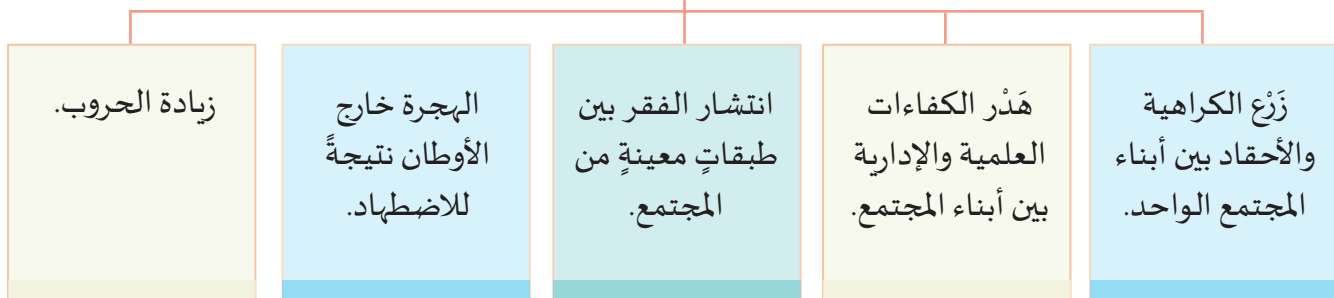 زَرْع الكراهية
والأحقاد بين أبناء
المجتمع الواحد.
هَدْر الكفاءات
العلمية والإدارية
بين أبناء المجتمع.
انتشار الفقر بين
طبقاتٍ معينةٍ من
المجتمع.
الهجرة خارج
الأوطان نتيجةً
للاضطهاد.
زيادة الحروب.